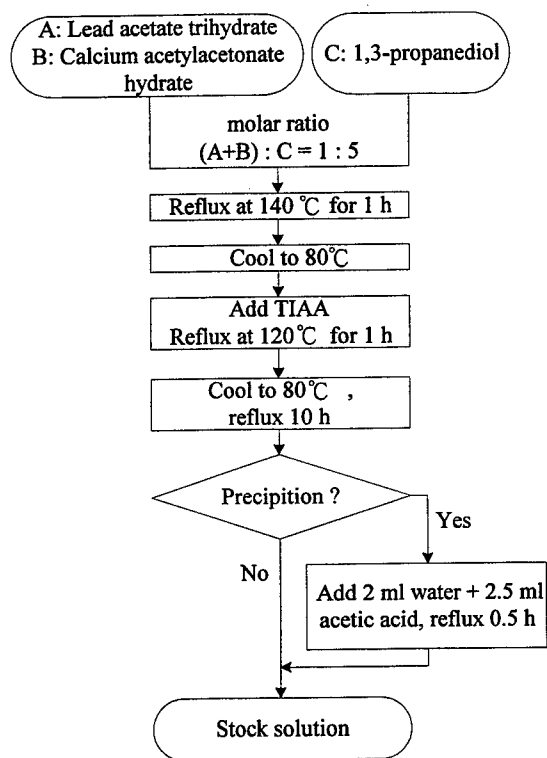 A: Lead acetate trihydrate
B: Calcium acetylacetonate
hydrate
C: 1,3-propanediol
molar ratio
(A+B) : C = 1 : 5
Reflux at 140℃ for 1 h
Cool to 80℃
Add TIAA
Reflux at 120℃ for 1 h
Cool to 80℃ ,
reflux 10 h
Precipition ?
Yes
No
Add 2 ml water + 2.5 ml
acetic acid, reflux 0.5 h
Stock solution